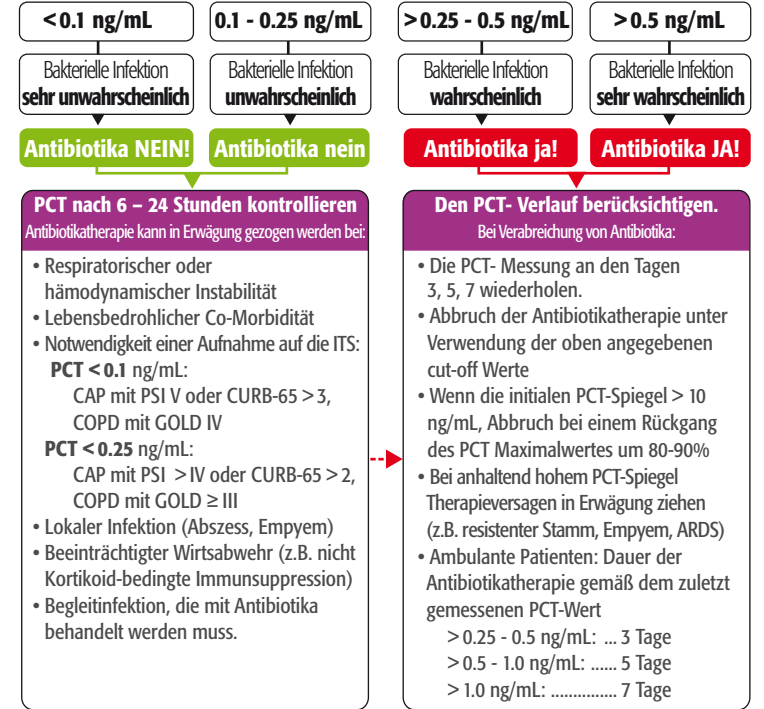 <0.1 ng/mL
0.1 - 0.25 ng/mL
>0.25 - 0.5 ng/mL
>0.5 ng/mL
Bakterielle Infektion
sehr unwahrscheinlich
Bakterielle Infektion
unwahrscheinlich
Bakterielle Infektion
wahrscheinlich
Bakterielle Infektion
sehr wahrscheinlich
Antibiotika NEIN!
Antibiotika nein
Antibiotika ja!
Antibiotika JA!
PCT nach 6 – 24 Stunden kontrollieren
Antibiotikatherapie kann in Erwägung gezogen werden bei:
• Respiratorischer oder
hämodynamischer Instabilität
• Lebensbedrohlicher Co-Morbidität
• Notwendigkeit einer Aufnahme auf die ITS:
PCT <0.1 ng/mL:
CAP mit PSI V oder CURB-65 >3,
COPD mit GOLD IV
PCT <0.25 ng/mL:
CAP mit PSI >IV oder CURB-65 >2,
COPD mit GOLD ≥ III
• Lokaler Infektion (Abszess, Empyem)
• Beeinträchtigter Wirtsabwehr (z.B. nicht
Kortikoid-bedingte Immunsuppression)
• Begleitinfektion, die mit Antibiotika
behandelt werden muss.
Den PCT- Verlauf berücksichtigen.
Bei Verabreichung von Antibiotika:
• Die PCT- Messung an den Tagen
3, 5, 7 wiederholen.
• Abbruch der Antibiotikatherapie unter
Verwendung der oben angegebenen
cut-off Werte
• Wenn die initialen PCT-Spiegel > 10
ng/mL, Abbruch bei einem Rückgang
des PCT Maximalwertes um 80-90%
• Bei anhaltend hohem PCT-Spiegel
Therapieversagen in Erwägung ziehen
(z.B. resistenter Stamm, Empyem, ARDS)
• Ambulante Patienten: Dauer der
Antibiotikatherapie gemäß dem zuletzt
gemessenen PCT-Wert
>0.25 - 0.5 ng/mL: ... 3 Tage
>0.5 - 1.0 ng/mL: ...... 5 Tage
>1.0 ng/mL: ............... 7 Tage